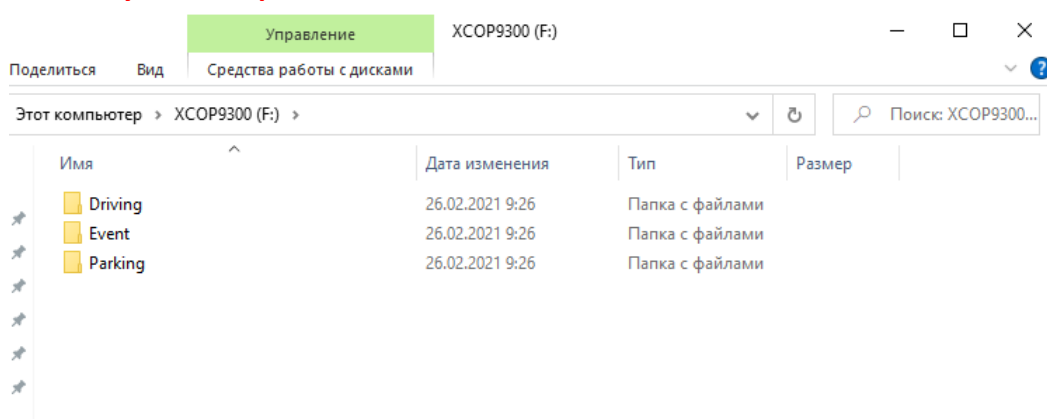 Управление XCOP9300 (F:)
Поделиться Вид Средства работы с дисками
Этот компьютер > XCOP9300 (F:) > Поиск: XCOP9300...
Имя Дата изменения Тип Размер
Driving 26.02.2021 9:26 Папка с файлами
Event 26.02.2021 9:26 Папка с файлами
Parking 26.02.2021 9:26 Папка с файлами